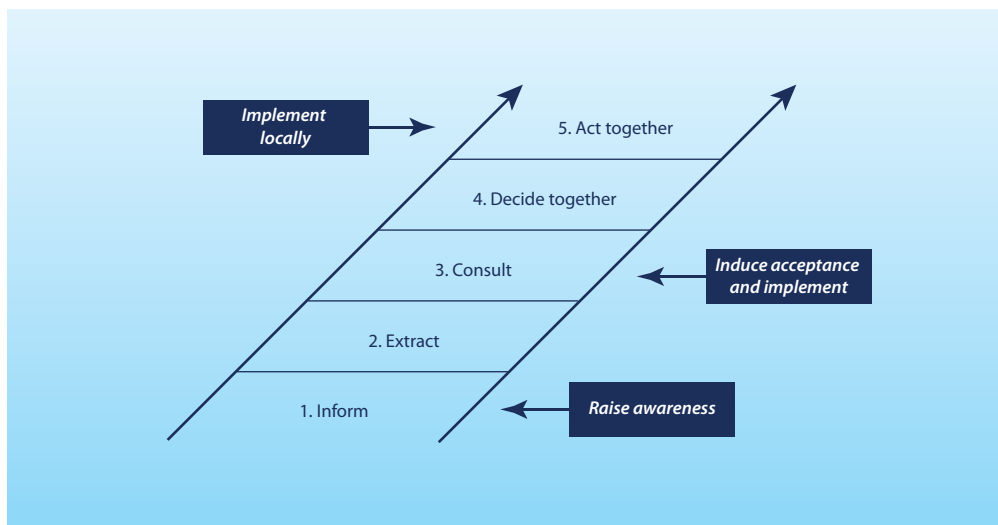 Implement
locally
5. Act together
4. Decide together
3. Consult
Induce acceptance
and implement
2. Extract
1. Inform
Raise awareness